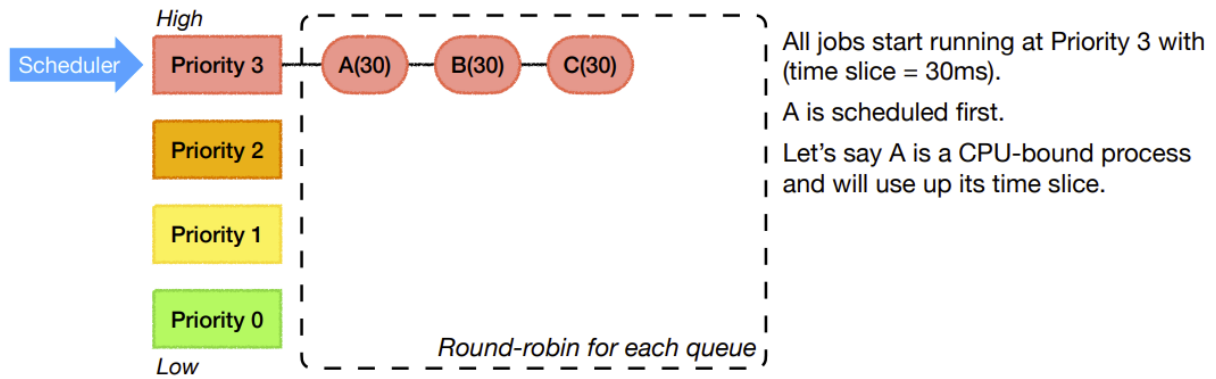 High
Scheduler
Priority 3
A(30)
B(30)
C(30)
Priority 2
Priority 1
Priority 0
Low
Round-robin for each queue
All jobs start running at Priority 3 with
(time slice = 30ms).
A is scheduled first.
Let's say A is a CPU-bound process
and will use up its time slice.